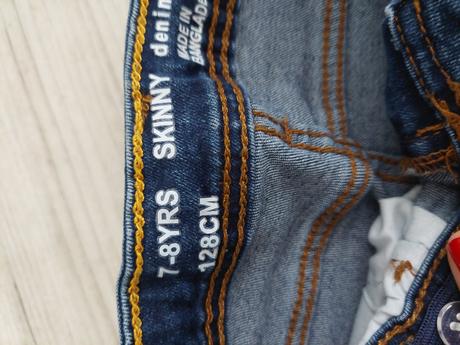 7-8YRS SKINNY denim
128CM
MADE IN
BANGLADESH